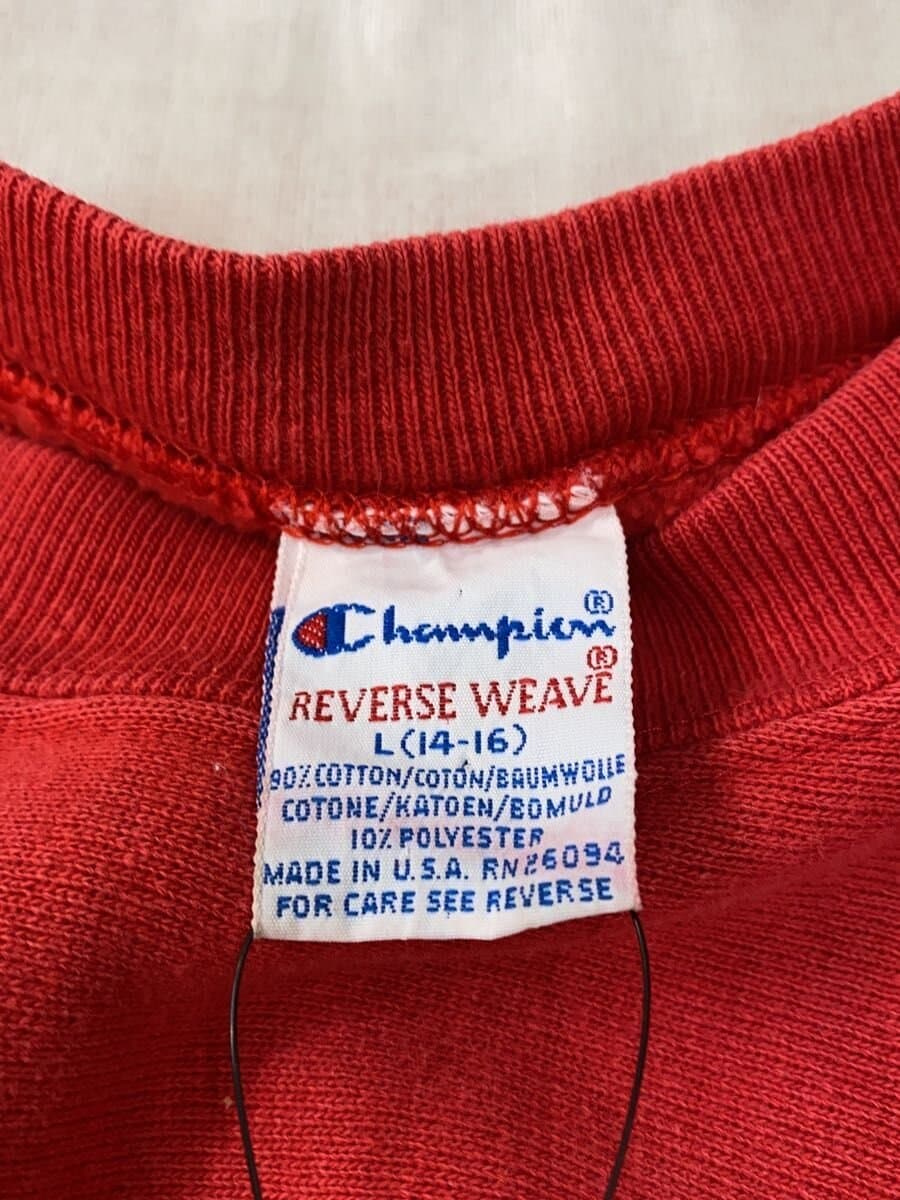 Champion®
REVERSE WEAVE®
L (14-16)
90% COTTON/COTON/BAUMWOLLE
COTONE/KATOEN/BOMULD
10% POLYESTER
MADE IN U.S.A. RN26094
FOR CARE SEE REVERSE